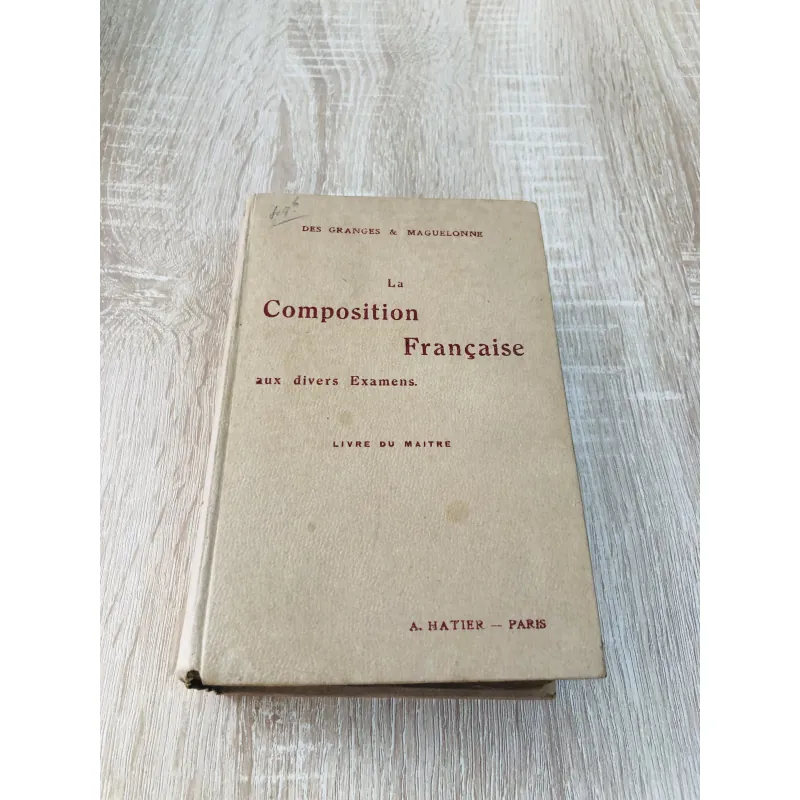 DES GRANGES & MAGUELONNE
La
Composition
Française
aux divers Examens.
LIVRE DU MAITRE
A. HATIER — PARIS